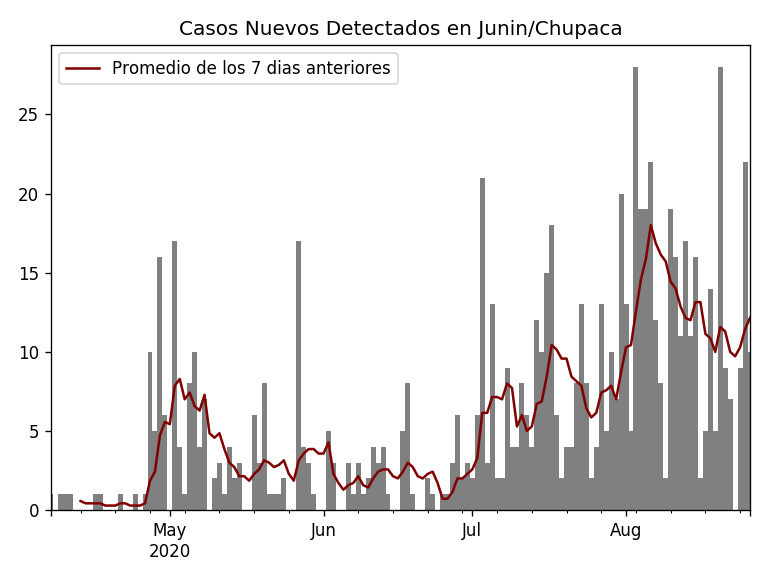 Casos Nuevos Detectados en Junin/Chupaca
Promedio de los 7 dias anteriores
25
20
15
10
5
0
May
2020
Jun
Jul
Aug